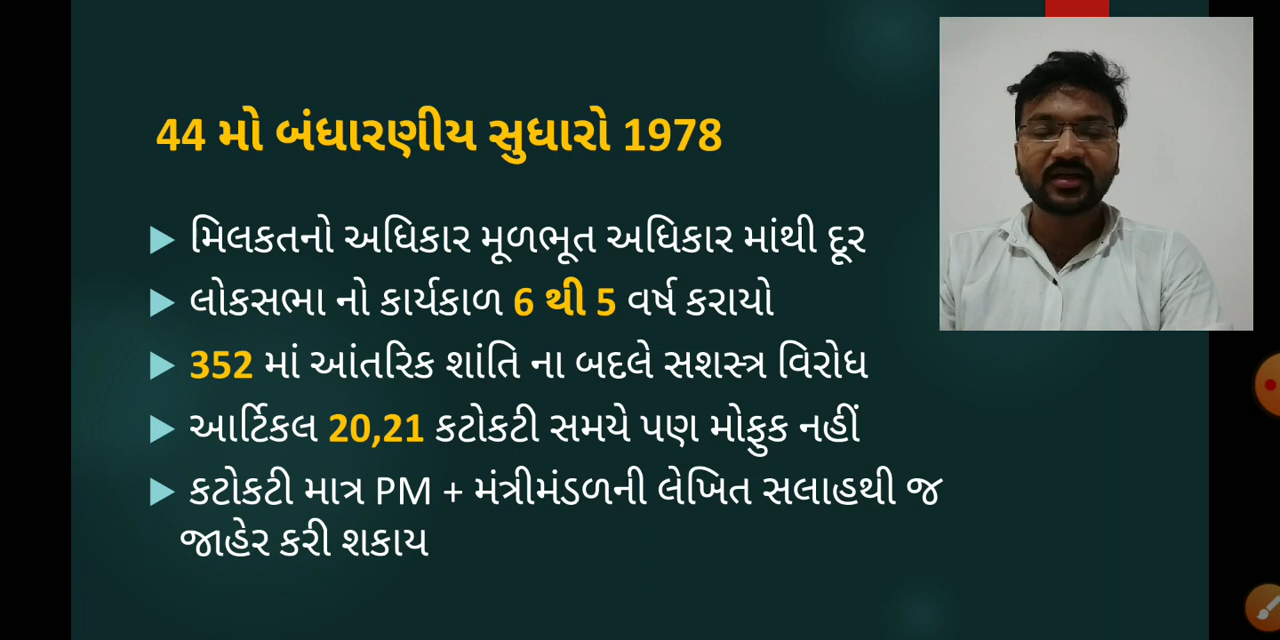 44 મો બંધારણીય સુધારો 1978
મિલકતનો અધિકાર મૂળભૂત અધિકાર માંથી દૂર
લોકસભા નો કાર્યકાળ 6 થી 5 વર્ષ કરાયો
352 માં આંતરિક શાંતિ ના બદલે સશસ્ત્ર વિરોધ
આર્ટિકલ 20,21 કટોકટી સમયે પણ મોકુફ નહીં
કટોકટી માત્ર PM + મંત્રીમંડળની લેખિત સલાહથી જ
જાહેર કરી શકાય